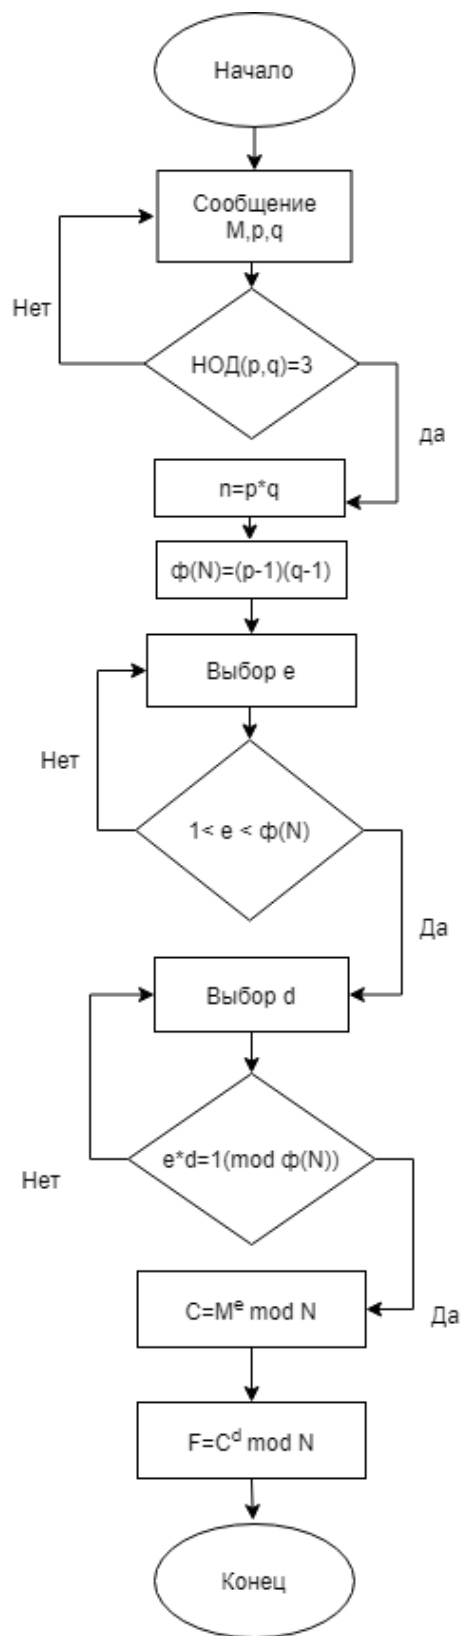 Начало
Сообщение
M,p,q
Нет
НОД(p,q)=3
да
n=p*q
ф(N)=(p-1)(q-1)
Выбор e
Нет
1< e < ф(N)
Да
Выбор d
e*d=1(mod ф(N))
Нет
C=Mᵉ mod N
Да
F=Cᵈ mod N
Конец